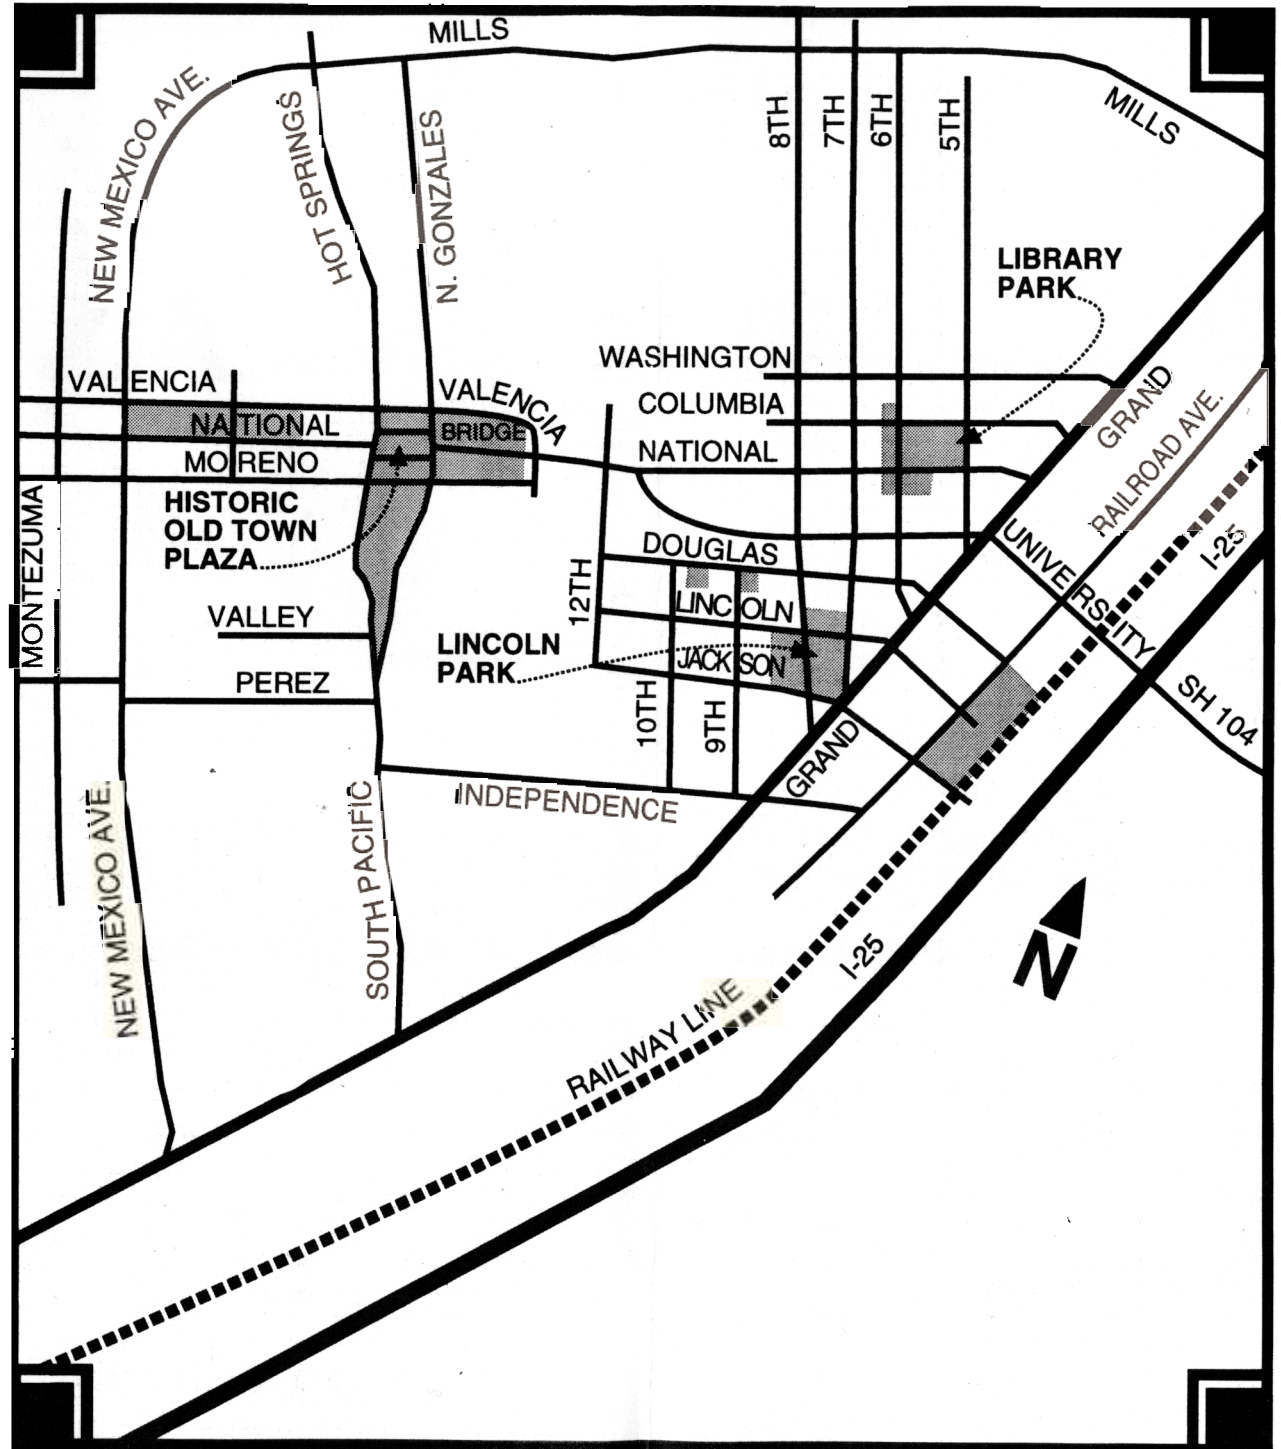 MILLS
NEW MEXICO AVE.
HOT SPRINGS
N. GONZALES
8TH
7TH
6TH
5TH
MILLS
LIBRARY
PARK
WASHINGTON
VALENCIA
VALENCIA
COLUMBIA
GRAND
RAILROAD AVE.
NATIONAL
BRIDGE
NATIONAL
MORENO
HISTORIC
OLD TOWN
PLAZA
MONTEZUMA
UNIVERSITY
I-25
DOUGLAS
12TH
LINCOLN
VALLEY
LINCOLN
PARK
JACKSON
PEREZ
10TH
9TH
SH 104
GRAND
INDEPENDENCE
NEW MEXICO AVE.
SOUTH PACIFIC
I-25
N
RAILWAY LINE